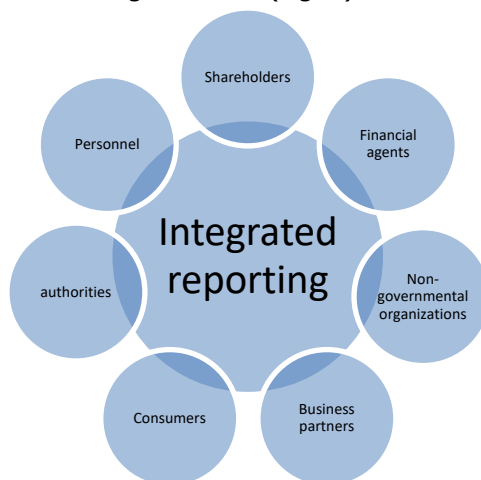 Shareholders
Financial
agents
Non-
governmental
organizations
Business
partners
Consumers
authorities
Personnel
Integrated
reporting